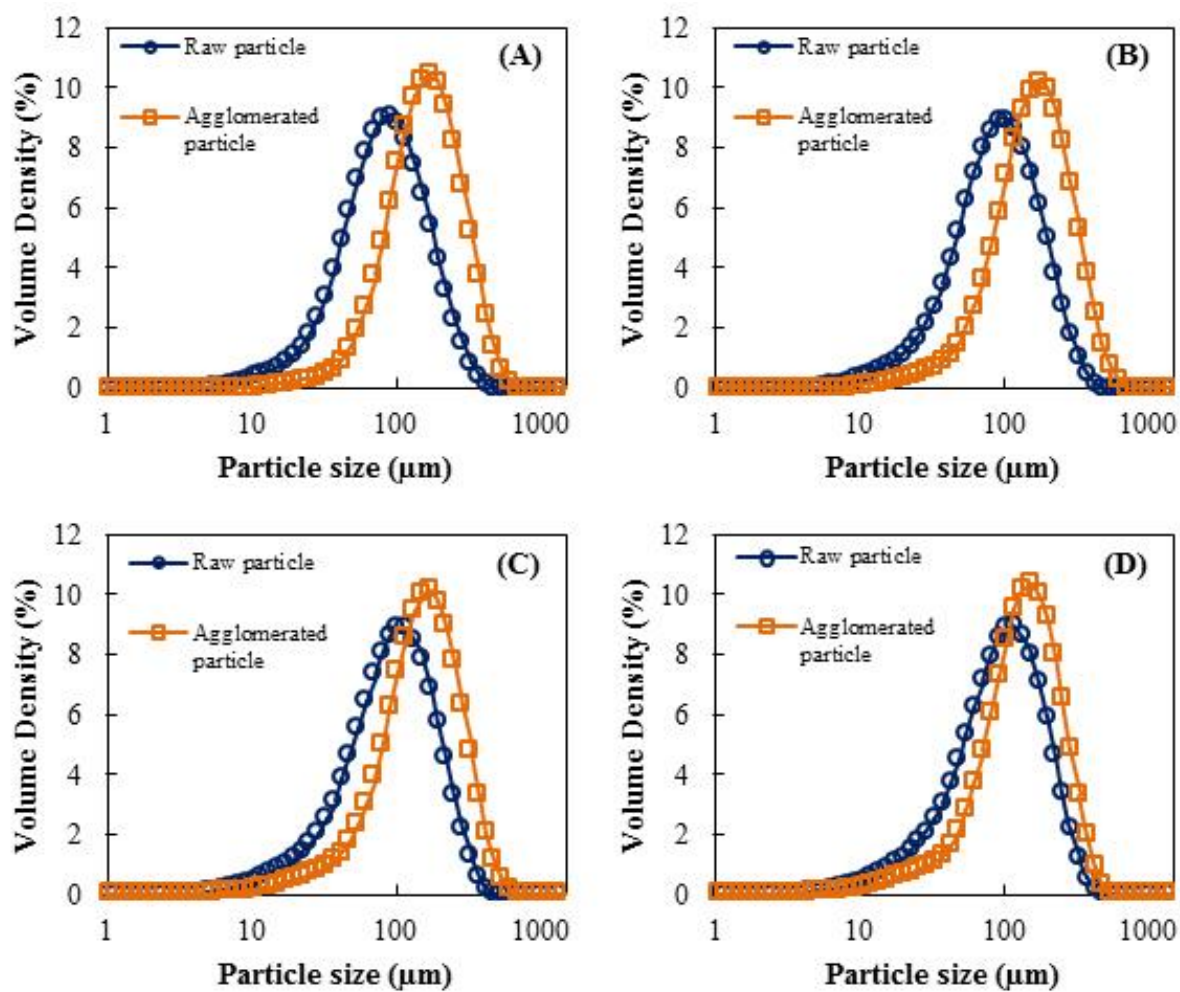 12
10
8
6
4
2
0
Volume Density (%)
Raw particle
Agglomerated
particle
(A)
1
10
100
1000
Particle size (µm)
12
10
8
6
4
2
0
Volume Density (%)
Raw particle
Agglomerated
particle
(B)
1
10
100
1000
Particle size (µm)
12
10
8
6
4
2
0
Volume Density (%)
Raw particle
Agglomerated
particle
(C)
1
10
100
1000
Particle size (µm)
12
10
8
6
4
2
0
Volume Density (%)
Raw particle
Agglomerated
particle
(D)
1
10
100
1000
Particle size (µm)